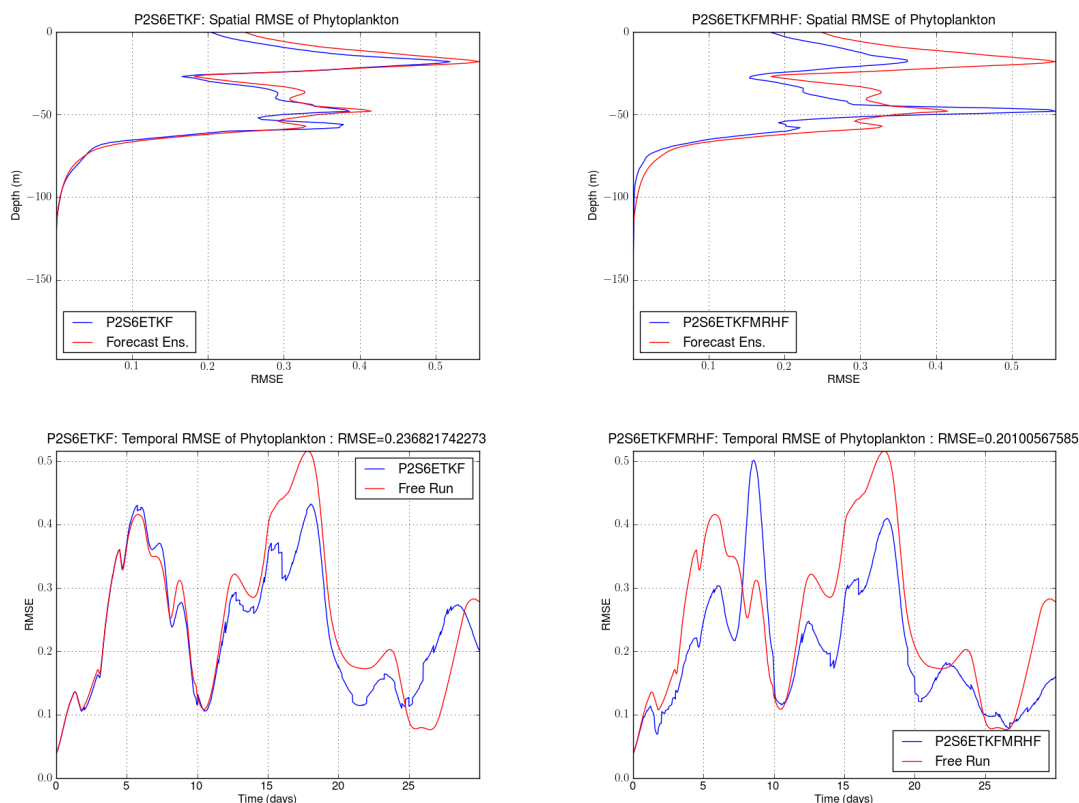 P2S6ETKF: Spatial RMSE of Phytoplankton
0
−50
−100
−150
Depth (m)
P2S6ETKF
Forecast Ens.
0.1 0.2 0.3 0.4 0.5
RMSE
P2S6ETKFMRHF: Spatial RMSE of Phytoplankton
0
−50
−100
−150
Depth (m)
P2S6ETKFMRHF
Forecast Ens.
0.1 0.2 0.3 0.4 0.5
RMSE
P2S6ETKF: Temporal RMSE of Phytoplankton : RMSE=0.236821742273
0.5
0.4
0.3
0.2
0.1
0.0
RMSE
P2S6ETKF
Free Run
0 5 10 15 20 25
Time (days)
P2S6ETKFMRHF: Temporal RMSE of Phytoplankton : RMSE=0.20100567585
0.5
0.4
0.3
0.2
0.1
0.0
RMSE
P2S6ETKFMRHF
Free Run
0 5 10 15 20 25
Time (days)